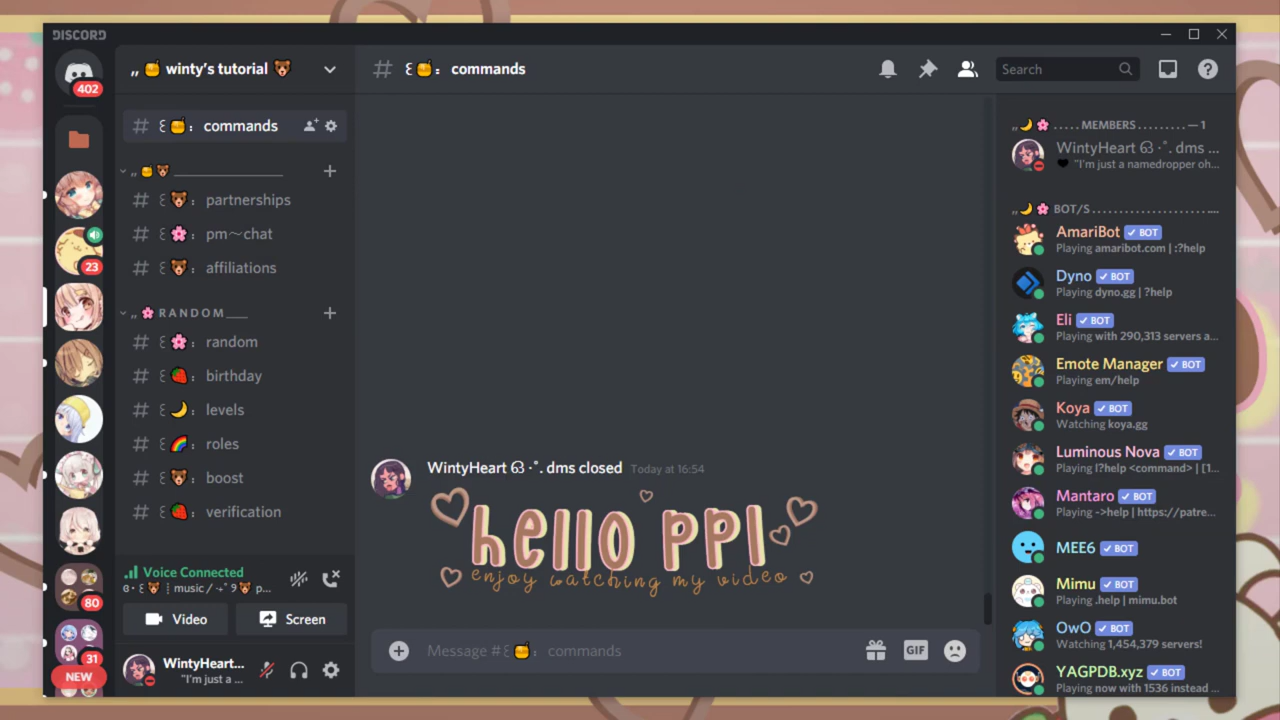 DISCORD
402
„ 🍯 winty’s tutorial 🐻
꒰🍯﹕ commands
„ 🍯 🐻 ________________
꒰🐻﹕ partnerships
꒰🌸﹕ pm〜chat
꒰🐻﹕ affiliations
23
„ 🌸 RANDOM___
꒰🌸﹕ random
꒰🍓﹕ birthday
꒰🌙﹕ levels
꒰🌈﹕ roles
꒰🐻﹕ boost
꒰🍓﹕ verification
Voice Connected
music /
p...
80
Video
Screen
31
NEW
WintyHeart...
"I'm just a ...
# ꒰🍯﹕ commands
Search
WintyHeart ᘏ ·˚. dms closed Today at 16:54
hello ppl
enjoy watching my video
Message # ꒰🍯﹕ commands
GIF
„🌙 🌸 ..... MEMBERS ......... — 1
WintyHeart ᘏ ·˚. dms ...
🖤 "I'm just a namedropper oh...
„🌙 🌸 BOT/S .......................
AmariBot ✓ BOT
Playing amaribot.com | :?help
Dyno ✓ BOT
Playing dyno.gg | ?help
Eli ✓ BOT
Playing with 290,313 servers a...
Emote Manager ✓ BOT
Playing em/help
Koya ✓ BOT
Watching koya.gg
Luminous Nova ✓ BOT
Playing l?help <command> | [1...
Mantaro ✓ BOT
Playing ->help | https://patre...
MEE6 ✓ BOT
Mimu ✓ BOT
Playing .help | mimu.bot
OwO ✓ BOT
Watching 1,454,379 servers!
YAGPDB.xyz ✓ BOT
Playing now with 1536 instead ...